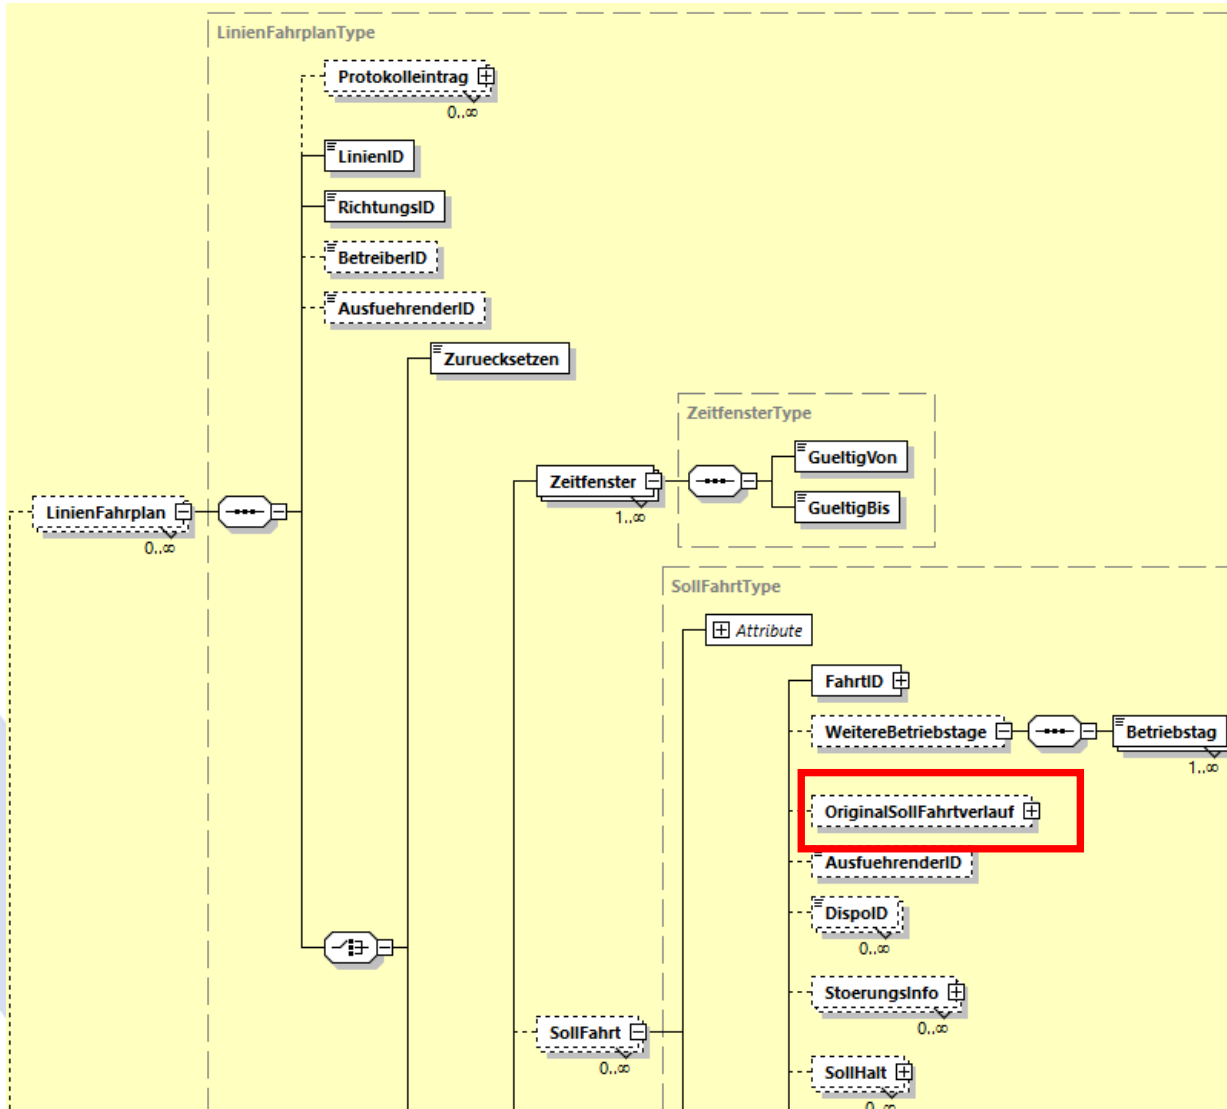 LinienFahrplanType
Protokolleintrag
0..∞
LinienID
RichtungsID
BetreiberID
AusfuehrenderID
Zuruecksetzen
ZeitfensterType
GueltigVon
Zeitfenster
1..∞
GueltigBis
LinienFahrplan
0..∞
SollFahrtType
Attribute
FahrtID
WeitereBetriebstage
Betriebstag
1..∞
OriginalSollFahrtverlauf
AusfuehrenderID
DispoID
0..∞
StoerungsInfo
0..∞
SollFahrt
0..∞
SollHalt
0..∞